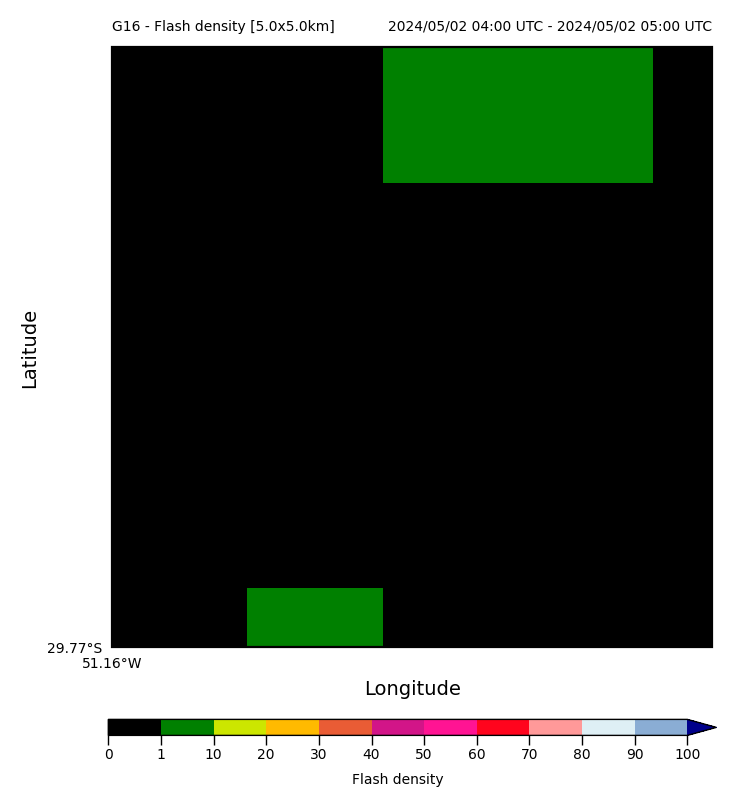 G16 - Flash density [5.0x5.0km] 2024/05/02 04:00 UTC - 2024/05/02 05:00 UTC
Latitude
29.77°S
51.16°W
Longitude
0 1 10 20 30 40 50 60 70 80 90 100
Flash density